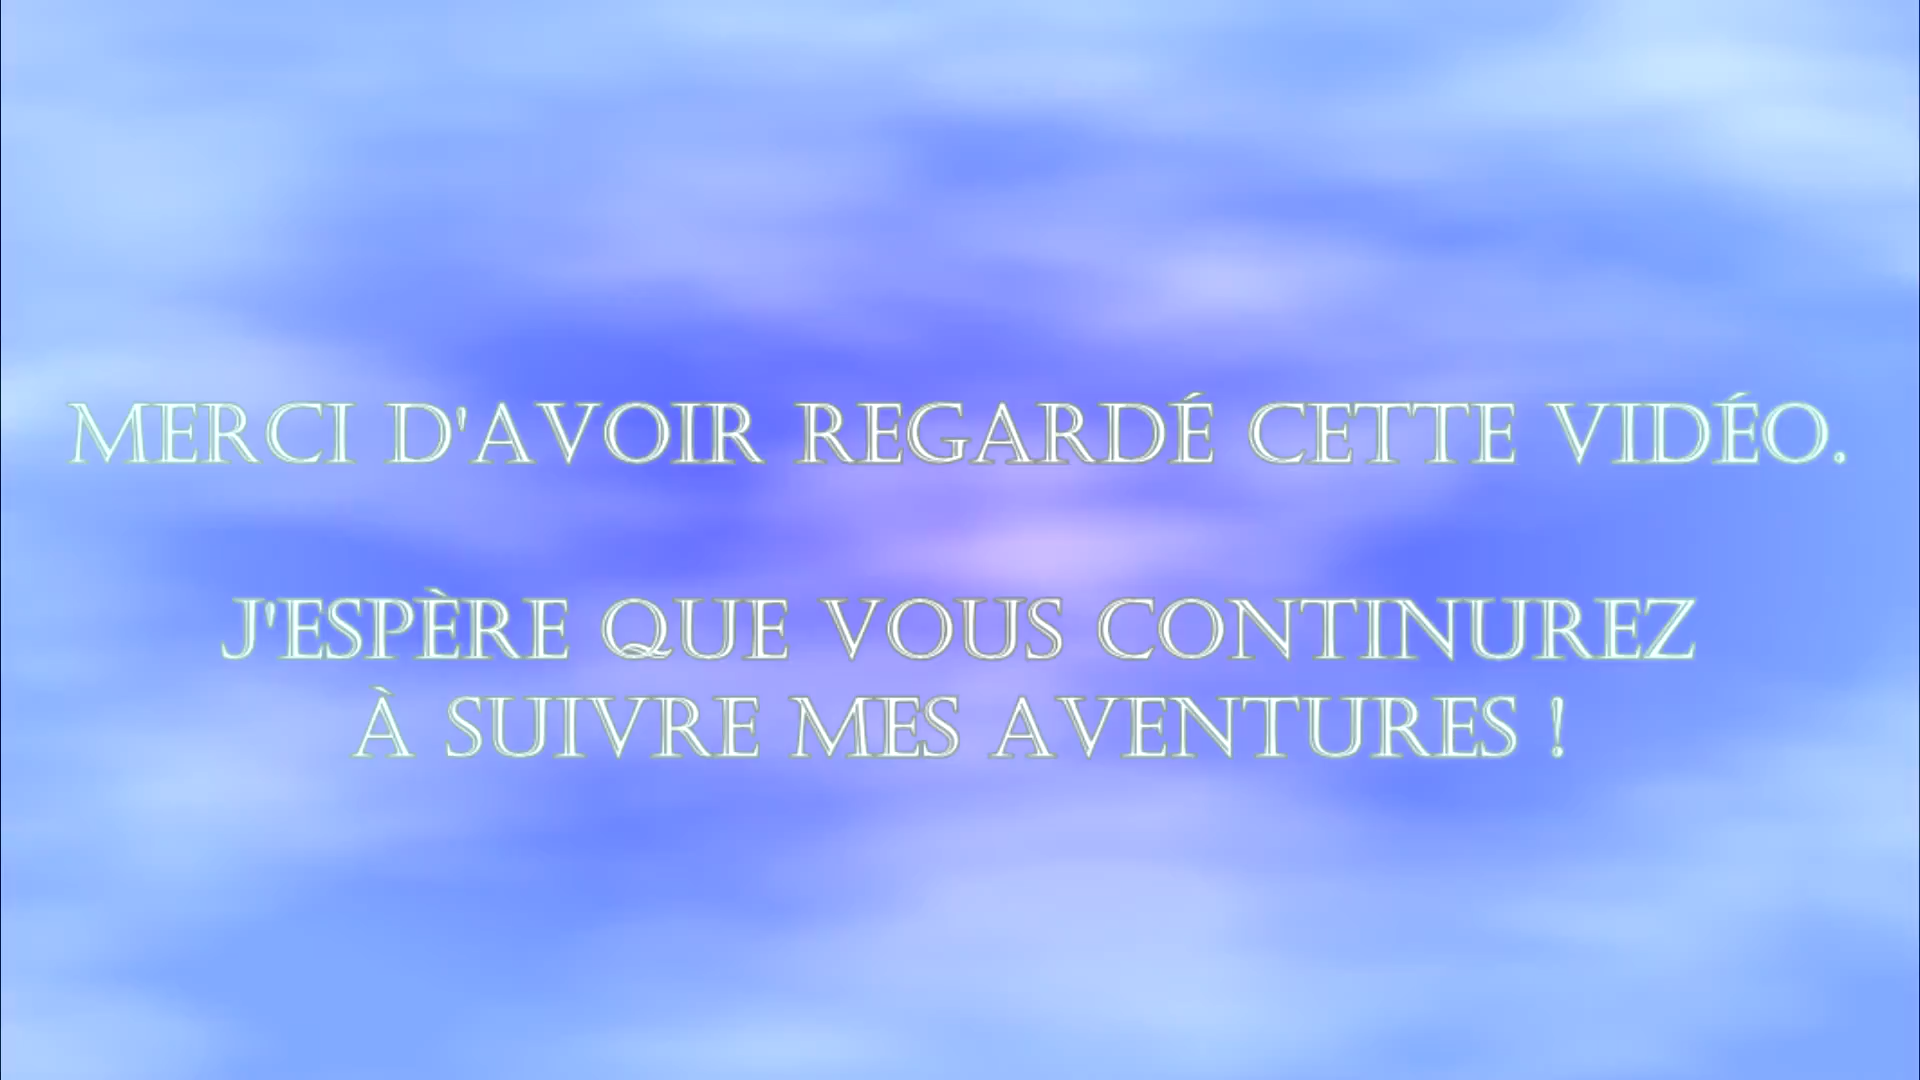 MERCI D'AVOIR REGARDÉ CETTE VIDÉO.
J'ESPÈRE QUE VOUS CONTINUREZ
À SUIVRE MES AVENTURES !